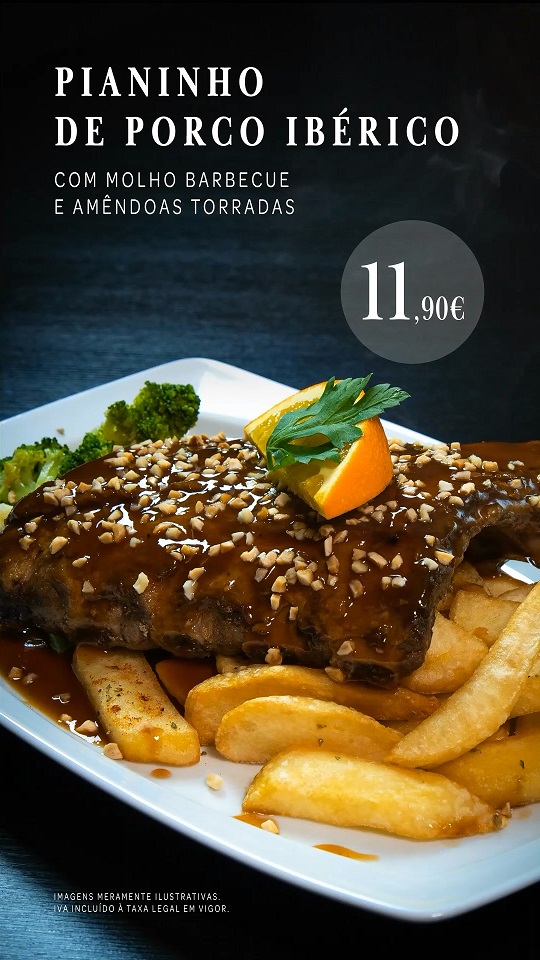 PIANINHO
DE PORCO IBÉRICO
COM MOLHO BARBECUE
E AMÊNDOAS TORRADAS
11,90€
IMAGENS MERAMENTE ILUSTRATIVAS.
IVA INCLUÍDO À TAXA LEGAL EM VIGOR.